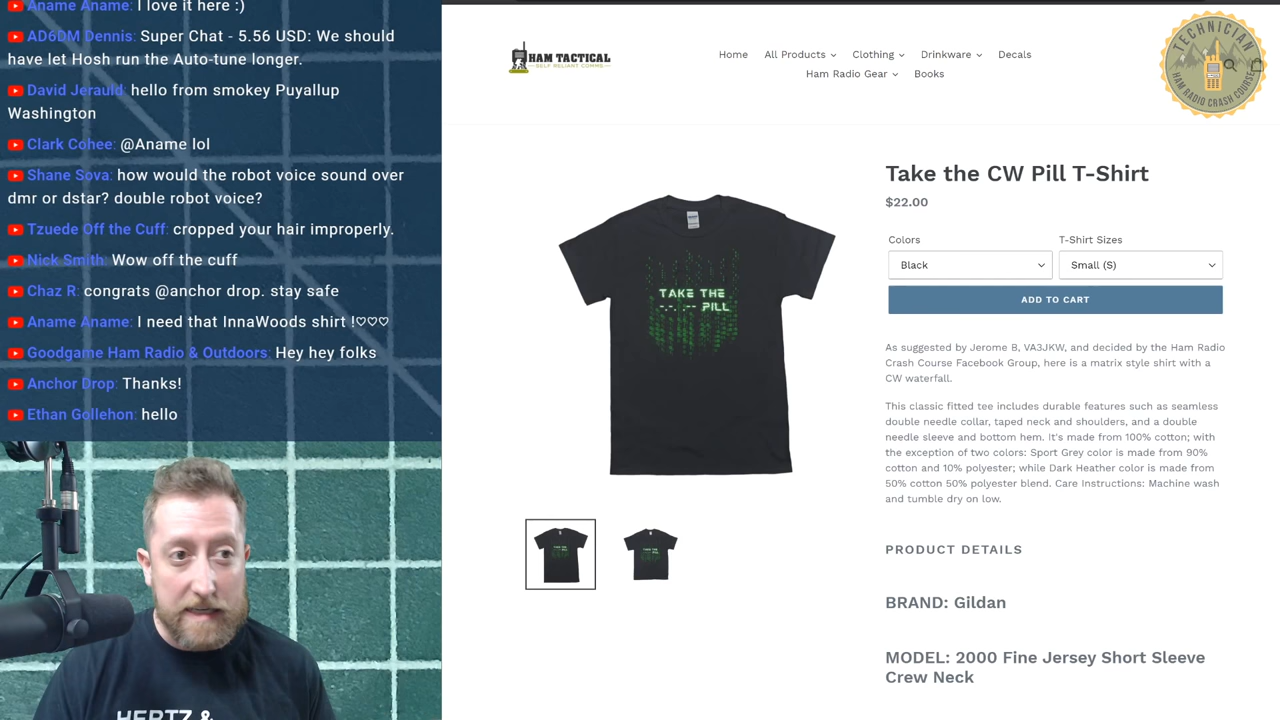 Aname Aname: I love it here :)
AD6DM Dennis: Super Chat - 5.56 USD: We should
have let Hosh run the Auto-tune longer.
David Jerauld: hello from smokey Puyallup
Washington
Clark Cohee: @Aname lol
Shane Sova: how would the robot voice sound over
dmr or dstar? double robot voice?
Tzuede Off the Cuff: cropped your hair improperly.
Nick Smith: Wow off the cuff
Chaz R: congrats @anchor drop. stay safe
Aname Aname: I need that InnaWoods shirt !♡♡♡
Goodgame Ham Radio & Outdoors: Hey hey folks
Anchor Drop: Thanks!
Ethan Gollehon: hello
HERTZ &
HAM TACTICAL
SELF RELIANT COMMS
Home
All Products
Clothing
Drinkware
Decals
Ham Radio Gear
Books
TECHNICIAN
HAM RADIO CRASH COURSE
TAKE THE
--.. .-- PILL
Take the CW Pill T-Shirt
$22.00
Colors
T-Shirt Sizes
Black
Small (S)
ADD TO CART
As suggested by Jerome B, VA3JKW, and decided by the Ham Radio
Crash Course Facebook Group, here is a matrix style shirt with a
CW waterfall.
This classic fitted tee includes durable features such as seamless
double needle collar, taped neck and shoulders, and a double
needle sleeve and bottom hem. It's made from 100% cotton; with
the exception of two colors: Sport Grey color is made from 90%
cotton and 10% polyester; while Dark Heather color is made from
50% cotton 50% polyester blend. Care Instructions: Machine wash
and tumble dry on low.
PRODUCT DETAILS
BRAND: Gildan
MODEL: 2000 Fine Jersey Short Sleeve
Crew Neck